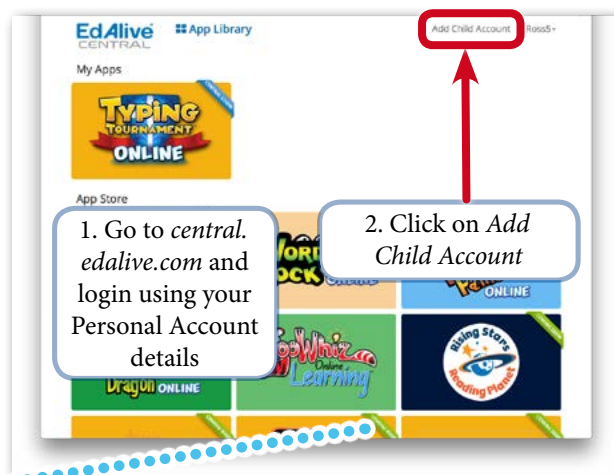 EdAlive
CENTRAL
App Library
Add Child Account
Ross5
My Apps
TYPING
TOURNAMENT
ONLINE
App Store
1. Go to central.
edalive.com and
login using your
Personal Account
details
2. Click on Add
Child Account
ONLINE
Dragon ONLINE
Online
Learning
Rising Stars
Reading Planet